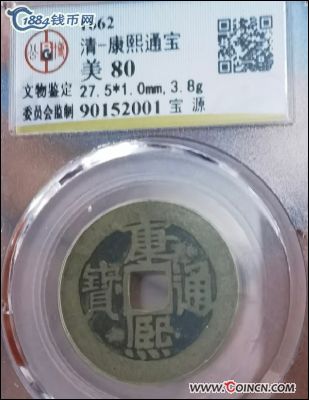 1884钱币网
1662
清-康熙通宝
美 80
文物鉴定 27.5*1.0mm, 3.8g
委员会监制 90152001 宝 源
康熙通寶
www.COINCN.com